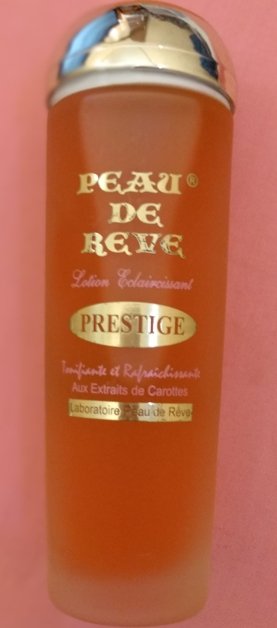 PEAU®
DE
REVE
Lotion Eclaircissant
PRESTIGE
Tonifiante et Rafraîchissante
Aux Extraits de Carottes
Laboratoire Peau de Rêve